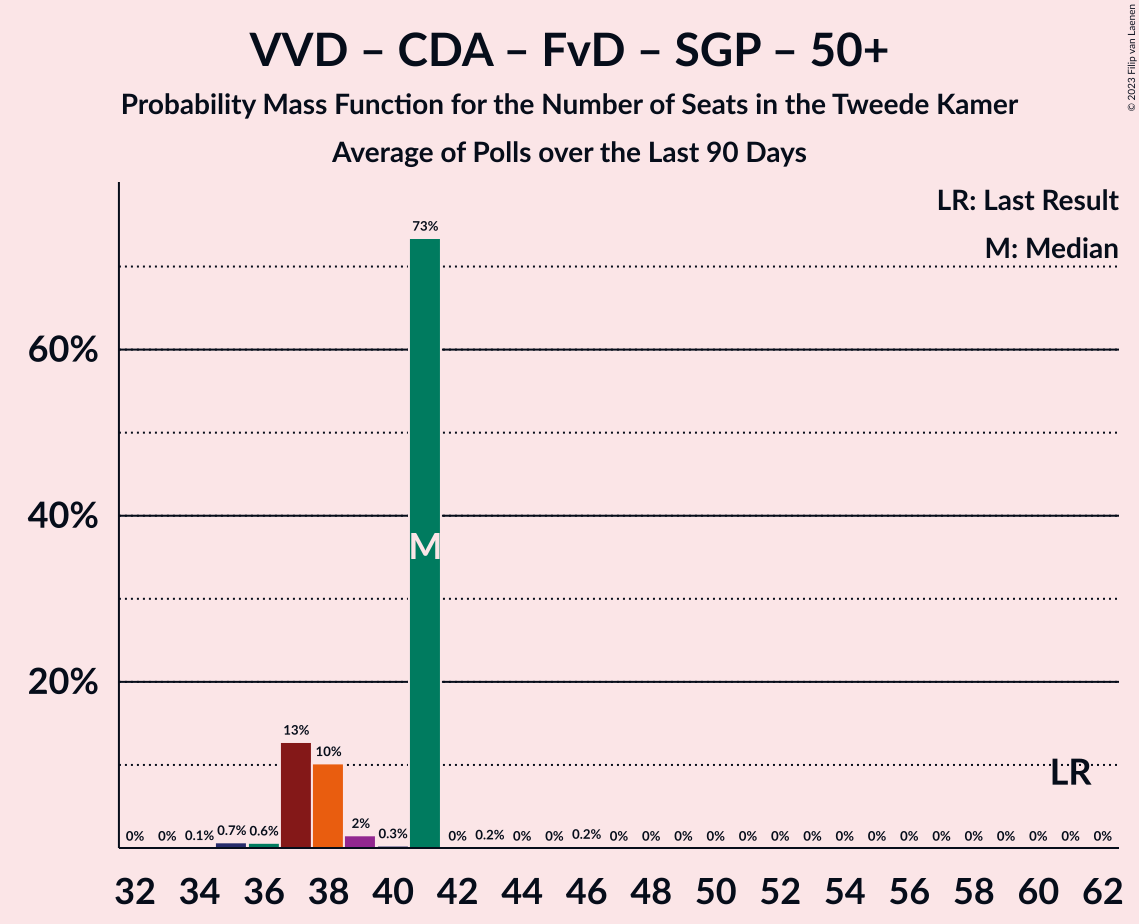 VVD – CDA – FvD – SGP – 50+
Probability Mass Function for the Number of Seats in the Tweede Kamer
Average of Polls over the Last 90 Days
© 2023 Filip van Laenen
LR: Last Result
M: Median
60%
40%
20%
0% 0% 0.1% 0.7% 0.6% 13% 10% 2% 0.3% 73% 0% 0.2% 0% 0% 0.2% 0% 0% 0% 0% 0% 0% 0% 0% 0% 0% 0% 0% 0% 0% 0% 0%
M
LR
32 34 36 38 40 42 44 46 48 50 52 54 56 58 60 62